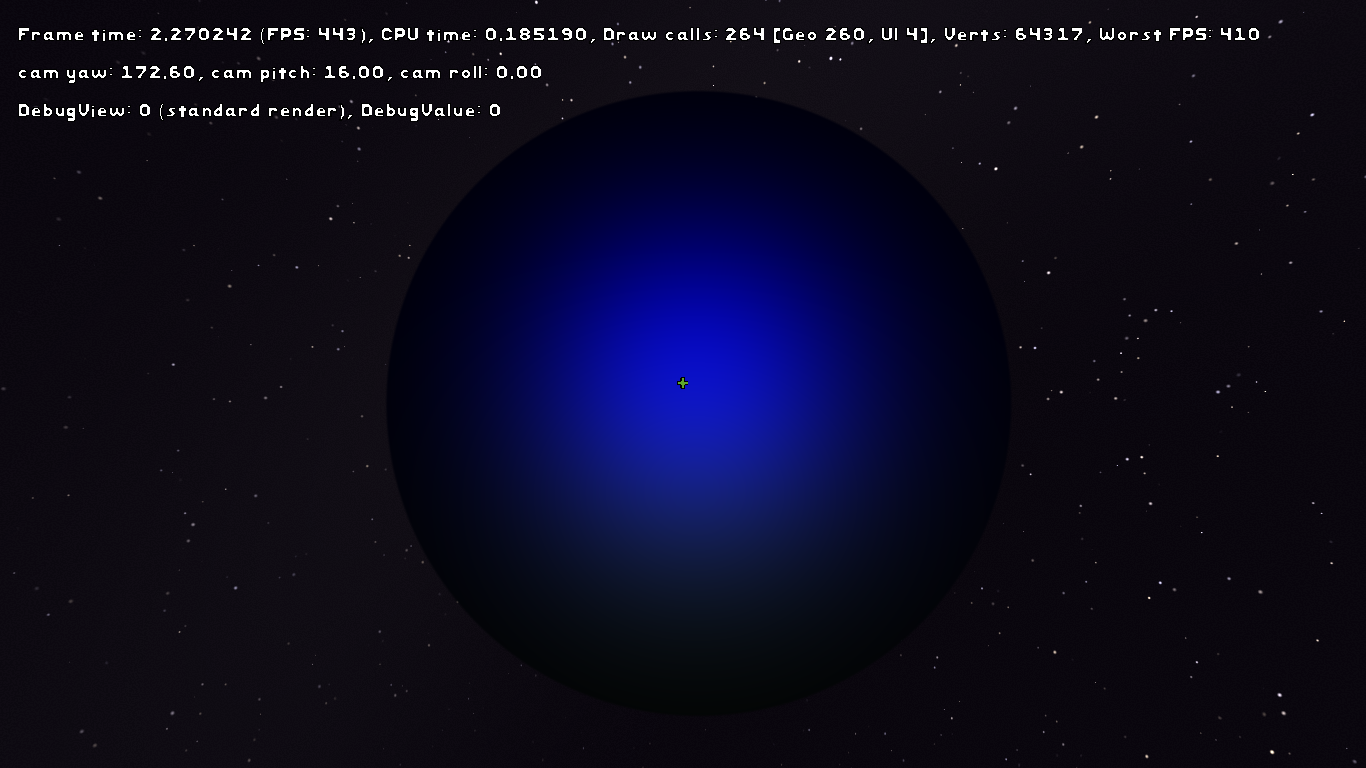 Frame time: 2.270242 (FPS: 443), CPU time: 0.185190, Draw calls: 264 [Geo 260, UI 4], Verts: 64317, Worst FPS: 410
cam yaw: 172.60, cam pitch: 16.00, cam roll: 0.00
DebugView: 0 (standard render), DebugValue: 0